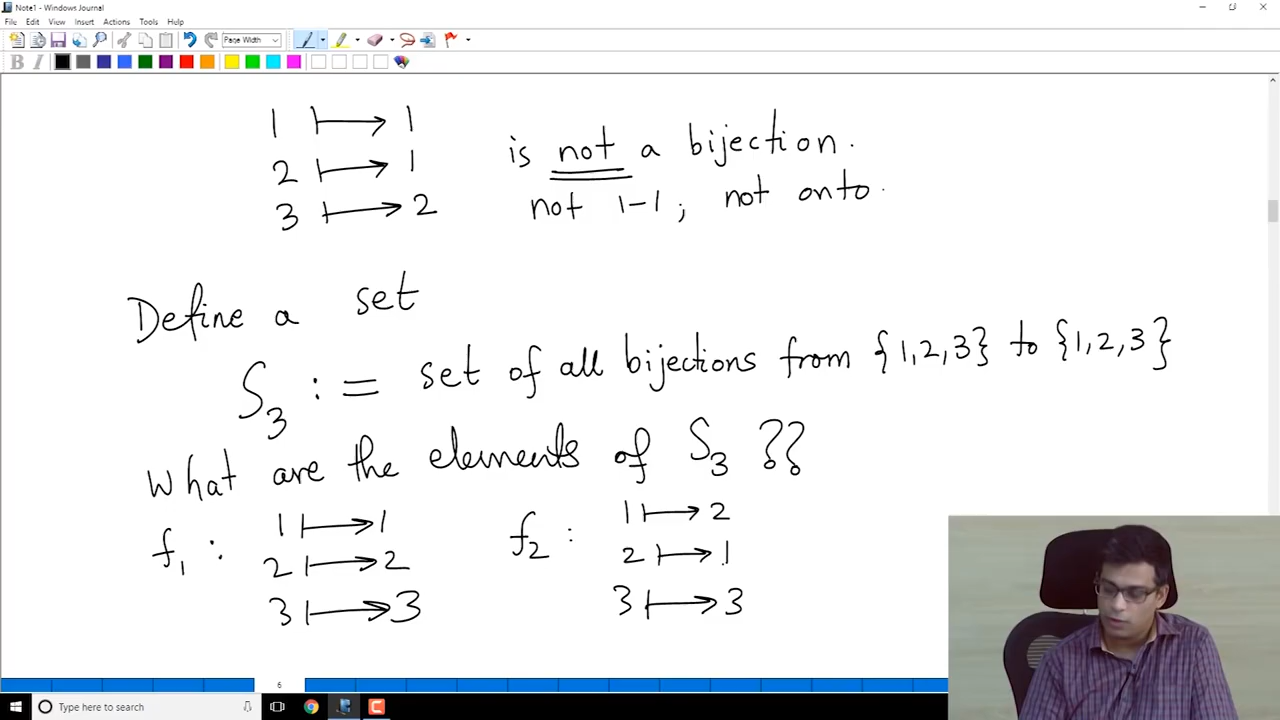 Note1 - Windows Journal
File Edit View Insert Actions Tools Help
Page Width
B I
1 ↦ 1
2 ↦ 1
3 ↦ 2
is not a bijection.
not 1-1; not onto.
Define a set
S₃ := set of all bijections from {1,2,3} to {1,2,3}
What are the elements of S₃ ??
f₁ : 1 ↦ 1
2 ↦ 2
3 ↦ 3
f₂ : 1 ↦ 2
2 ↦ 1
3 ↦ 3
6
Type here to search